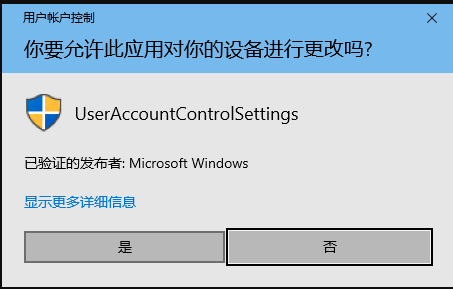 用户帐户控制
你要允许此应用对你的设备进行更改吗?
UserAccountControlSettings
已验证的发布者: Microsoft Windows
显示更多详细信息
是
否